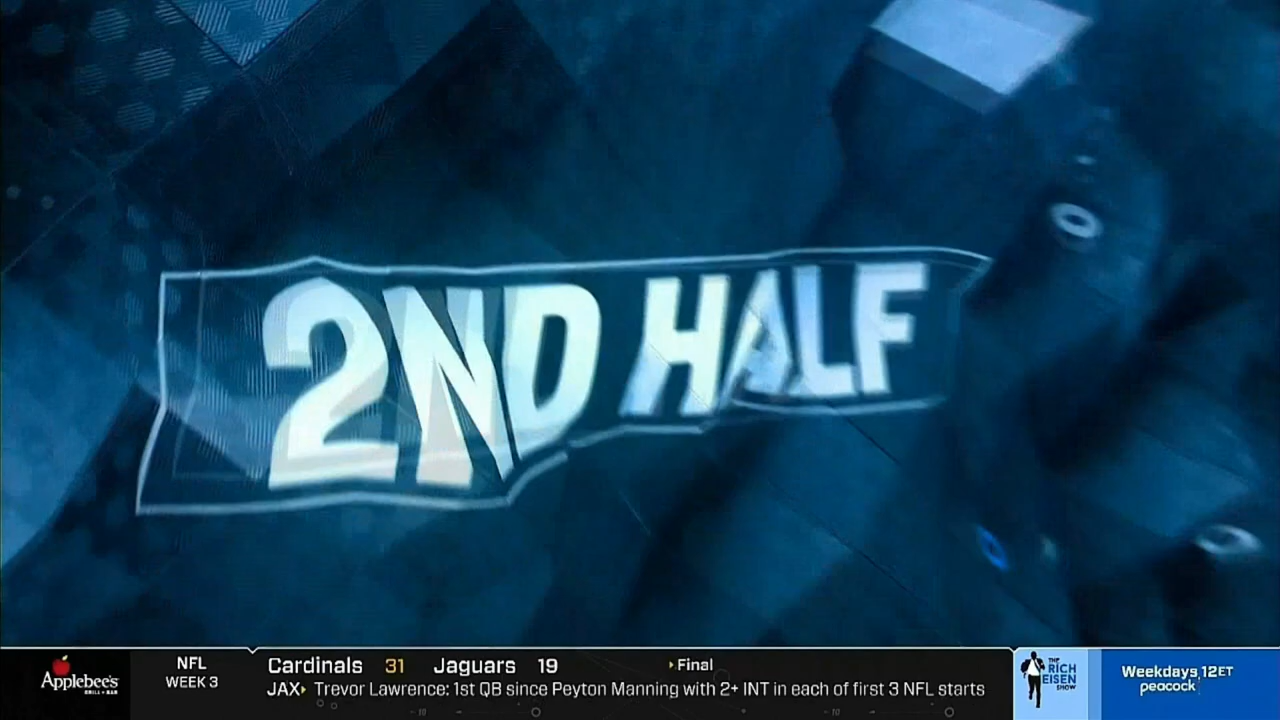 2ND HALF
Applebee's
GRILL + BAR
NFL
WEEK 3
Cardinals 31 Jaguars 19 Final
JAX Trevor Lawrence: 1st QB since Peyton Manning with 2+ INT in each of first 3 NFL starts
THE
RICH
EISEN
SHOW
Weekdays 12ET
peacock